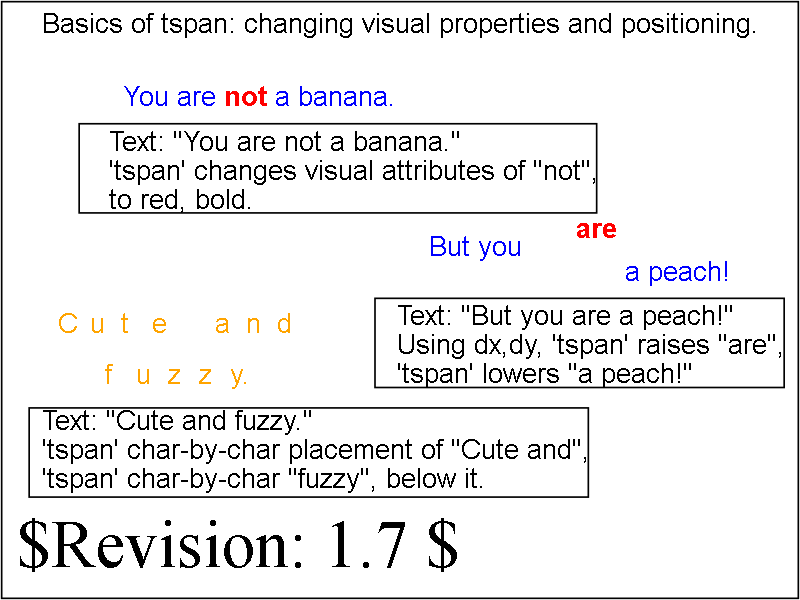 Basics of tspan: changing visual properties and positioning.
You are not a banana.
Text: "You are not a banana."
'tspan' changes visual attributes of "not",
to red, bold.
But you are a peach!
Text: "But you are a peach!"
Using dx,dy, 'tspan' raises "are",
'tspan' lowers "a peach!"
Cute and
fuzzy.
Text: "Cute and fuzzy."
'tspan' char-by-char placement of "Cute and",
'tspan' char-by-char "fuzzy", below it.
$Revision: 1.7 $